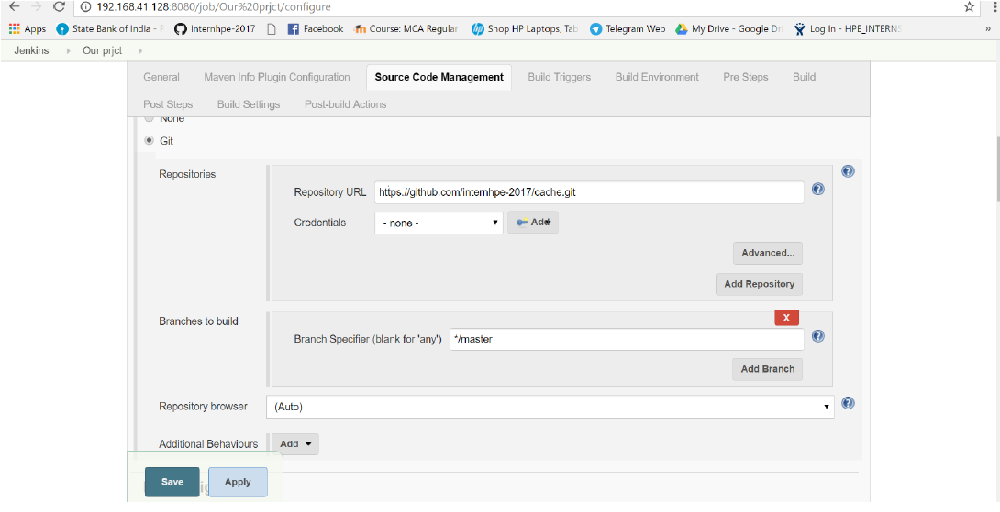 192.168.41.128:8080/job/Our%20prjct/configure
Apps State Bank of India - F internhpe-2017 Facebook Course: MCA Regular Shop HP Laptops, Tab Telegram Web My Drive - Google Dri Log in - HPE_INTERNS »
Jenkins Our prjct
General Maven Info Plugin Configuration Source Code Management Build Triggers Build Environment Pre Steps Build
Post Steps Build Settings Post-build Actions
None
Git
Repositories
Repository URL https://github.com/internhpe-2017/cache.git
Credentials - none - Add
Advanced...
Add Repository
Branches to build
X
Branch Specifier (blank for 'any') */master
Add Branch
Repository browser (Auto)
Additional Behaviours Add
Save Apply